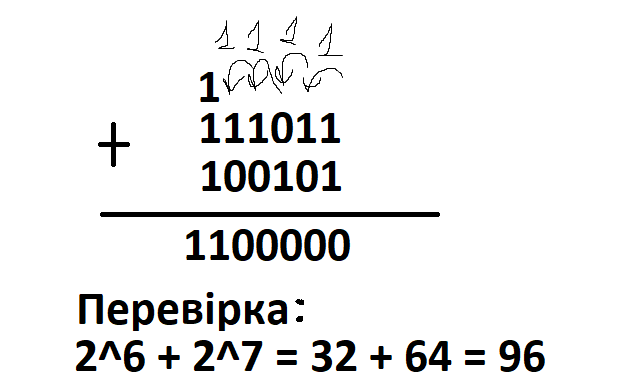 1 1 1 1
1
111011
+
100101
1100000
Перевірка:
2^6 + 2^7 = 32 + 64 = 96